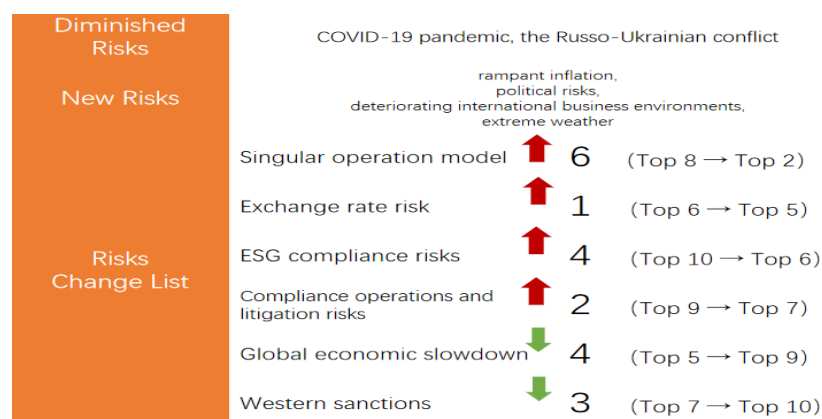 Diminished
Risks
COVID-19 pandemic, the Russo-Ukrainian conflict
New Risks
rampant inflation,
political risks,
deteriorating international business environments,
extreme weather
Risks
Change List
Singular operation model 6 (Top 8 → Top 2)
Exchange rate risk 1 (Top 6 → Top 5)
ESG compliance risks 4 (Top 10 → Top 6)
Compliance operations and
litigation risks 2 (Top 9 → Top 7)
Global economic slowdown 4 (Top 5 → Top 9)
Western sanctions 3 (Top 7 → Top 10)